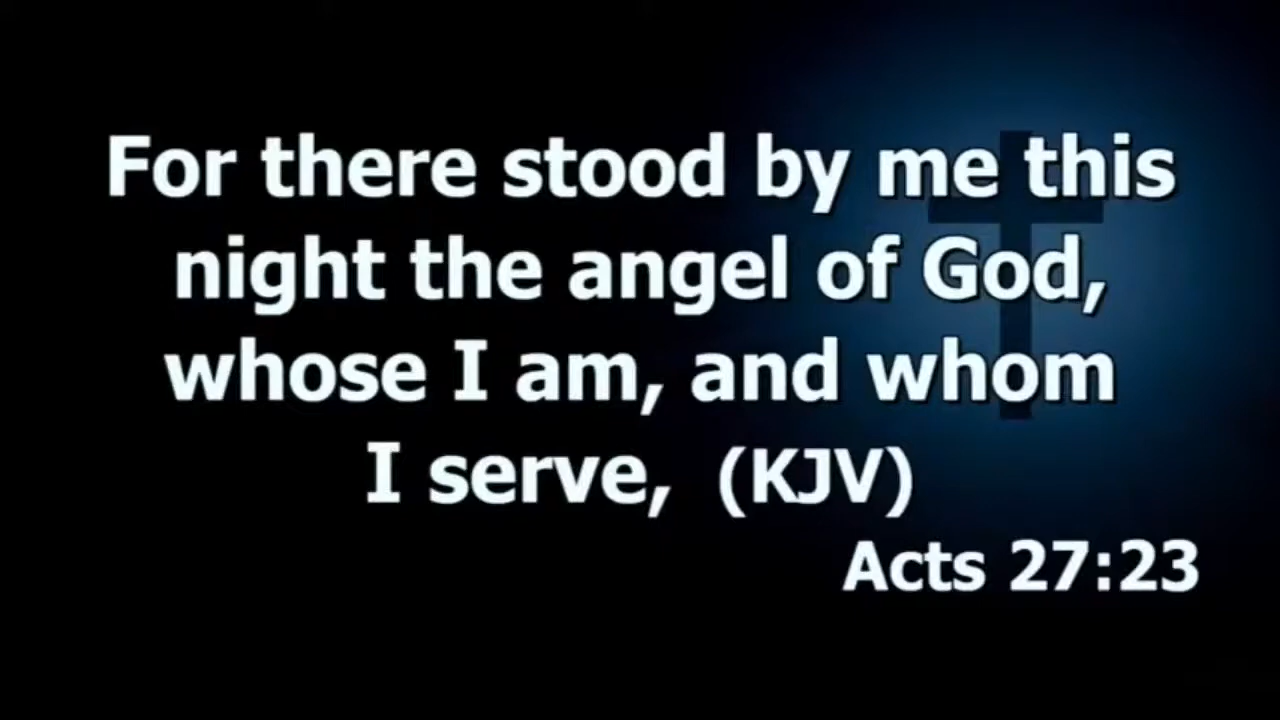 For there stood by me this
night the angel of God,
whose I am, and whom
I serve, (KJV)
Acts 27:23